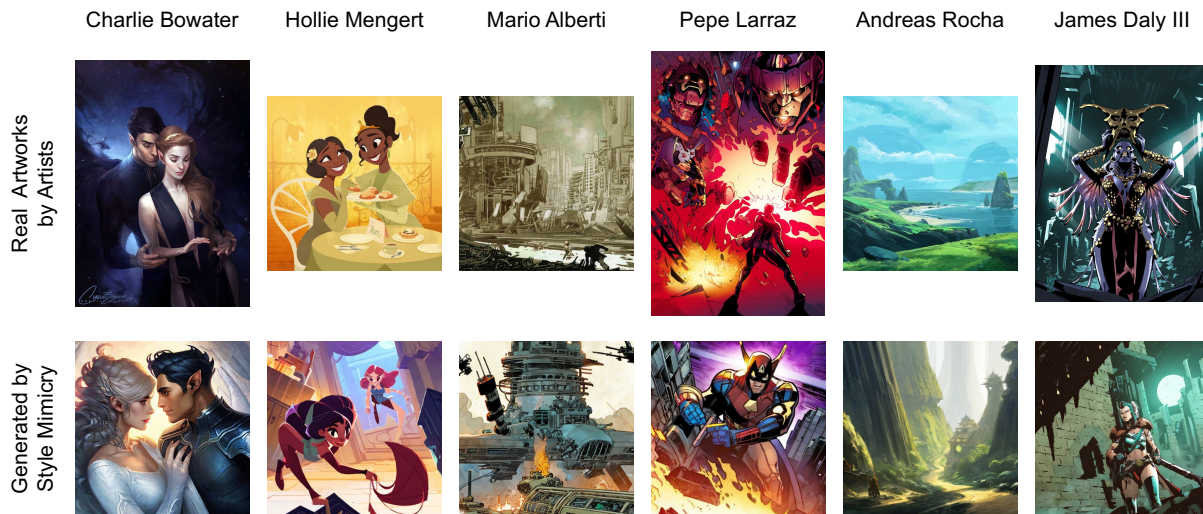 Charlie Bowater
Hollie Mengert
Mario Alberti
Pepe Larraz
Andreas Rocha
James Daly III
Real Artworks
by Artists
Generated by
Style Mimicry